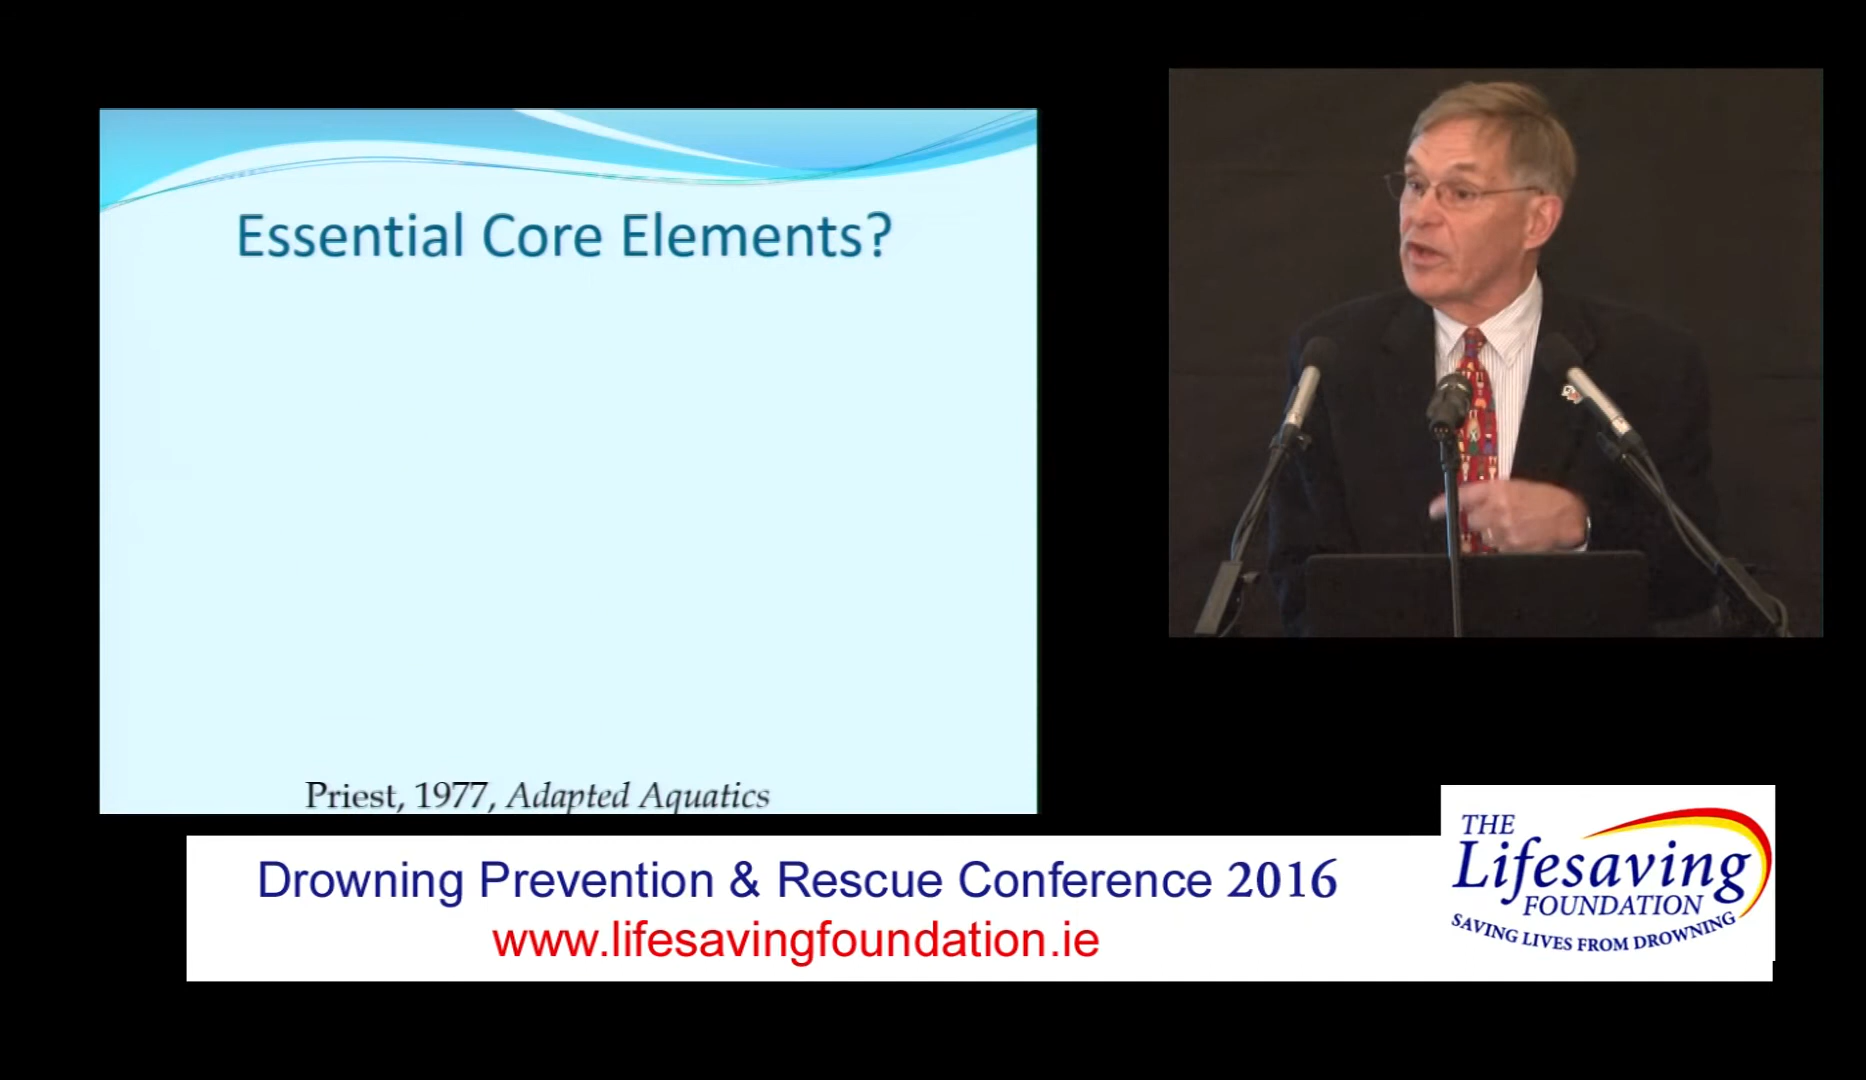 Essential Core Elements?
Priest, 1977, Adapted Aquatics
Drowning Prevention & Rescue Conference 2016
www.lifesavingfoundation.ie
THE
Lifesaving
FOUNDATION
SAVING LIVES FROM DROWNING